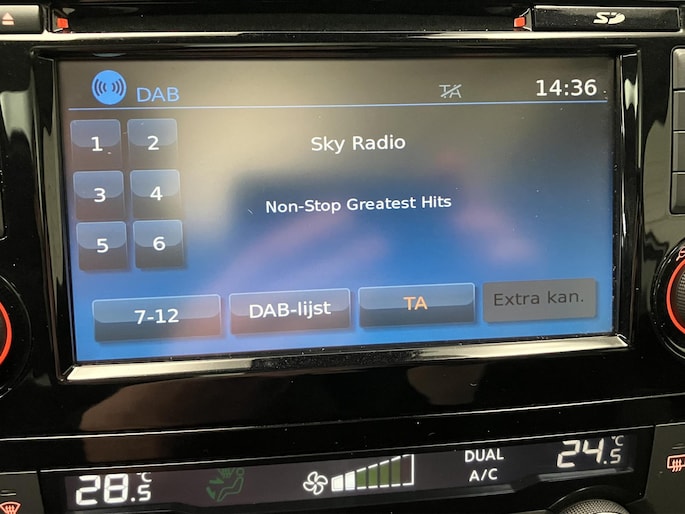 SD
DAB TA 14:36
1 2 Sky Radio
3 4 Non-Stop Greatest Hits
5 6
7-12 DAB-lijst TA Extra kan.
28.5°C DUAL A/C 24.5°C